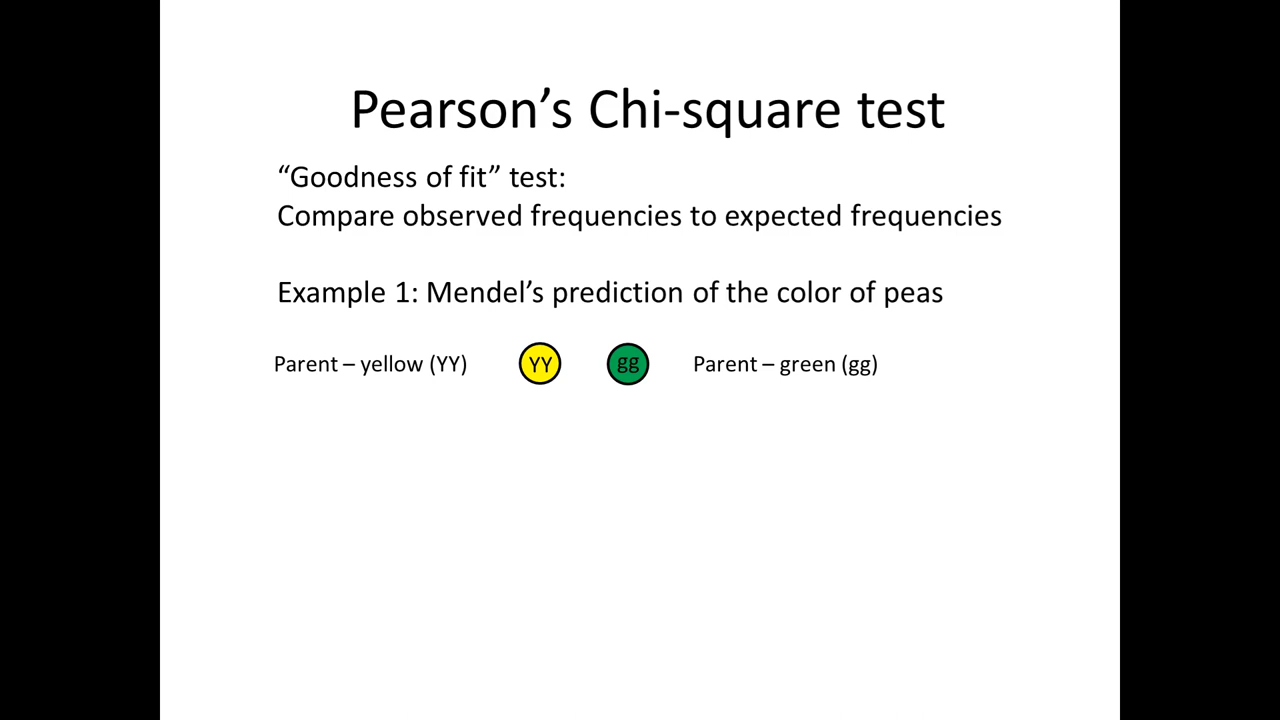 Pearson’s Chi-square test
“Goodness of fit” test:
Compare observed frequencies to expected frequencies
Example 1: Mendel’s prediction of the color of peas
Parent – yellow (YY) YY gg Parent – green (gg)